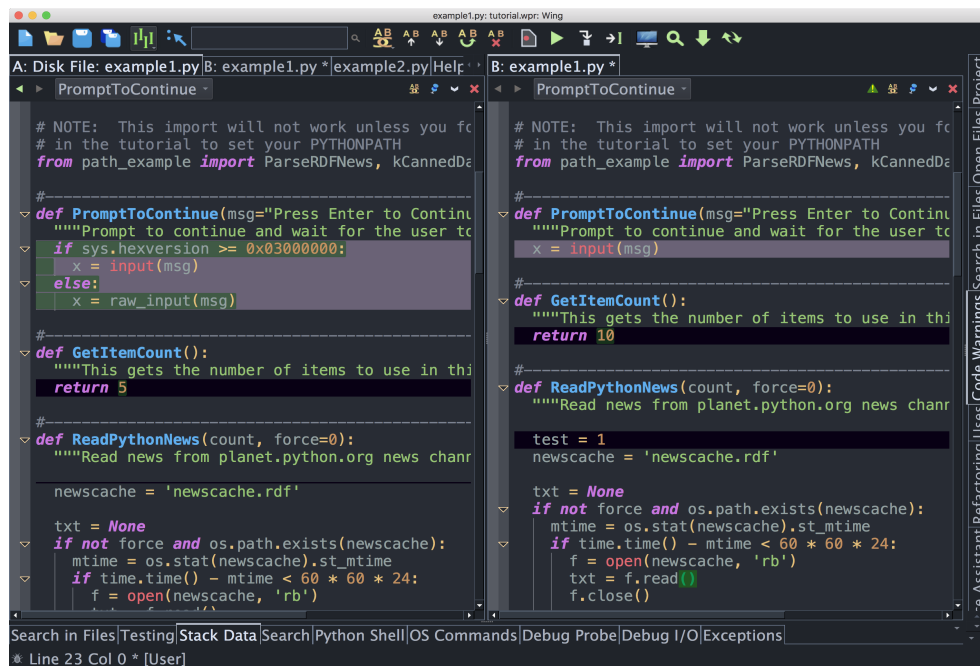 example1.py: tutorial.wpr: Wing
A: Disk File: example1.py B: example1.py * example2.py Help
PromptToContinue
# NOTE:  This import will not work unless you fo
# in the tutorial to set your PYTHONPATH
from path_example import ParseRDFNews, kCannedDa
#
def PromptToContinue(msg="Press Enter to Continu
"""Prompt to continue and wait for the user to
if sys.hexversion >= 0x03000000:
x = input(msg)
else:
x = raw_input(msg)
#
def GetItemCount():
"""This gets the number of items to use in thi
return 5
#
def ReadPythonNews(count, force=0):
"""Read news from planet.python.org news chann
newscache = 'newscache.rdf'
txt = None
if not force and os.path.exists(newscache):
mtime = os.stat(newscache).st_mtime
if time.time() - mtime < 60 * 60 * 24:
f = open(newscache, 'rb')
B: example1.py *
PromptToContinue
# NOTE:  This import will not work unless you fo
# in the tutorial to set your PYTHONPATH
from path_example import ParseRDFNews, kCannedDa
#
def PromptToContinue(msg="Press Enter to Continu
"""Prompt to continue and wait for the user to
x = input(msg)
#
def GetItemCount():
"""This gets the number of items to use in thi
return 10
#
def ReadPythonNews(count, force=0):
"""Read news from planet.python.org news chann
test = 1
newscache = 'newscache.rdf'
txt = None
if not force and os.path.exists(newscache):
mtime = os.stat(newscache).st_mtime
if time.time() - mtime < 60 * 60 * 24:
f = open(newscache, 'rb')
txt = f.read()
f.close()
Project
Open Files
Search in Files
Code Warnings
Uses
Refactoring
Assistant
Search in Files Testing Stack Data Search Python Shell OS Commands Debug Probe Debug I/O Exceptions
Line 23 Col 0 * [User]